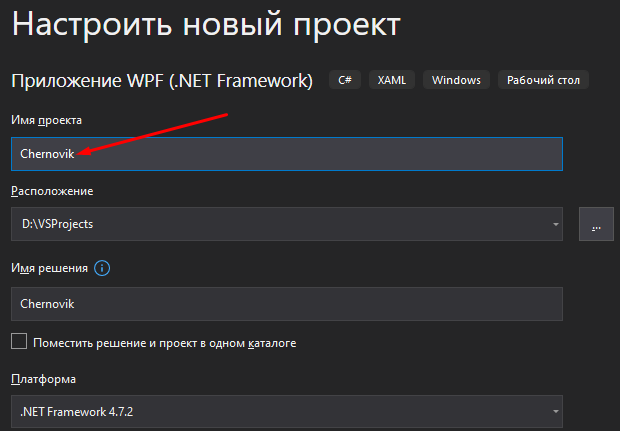 Настроить новый проект
Приложение WPF (.NET Framework) C# XAML Windows Рабочий стол
Имя проекта
Chernovik
Расположение
D:\VSProjects
...
Имя решения
Chernovik
Поместить решение и проект в одном каталоге
Платформа
.NET Framework 4.7.2